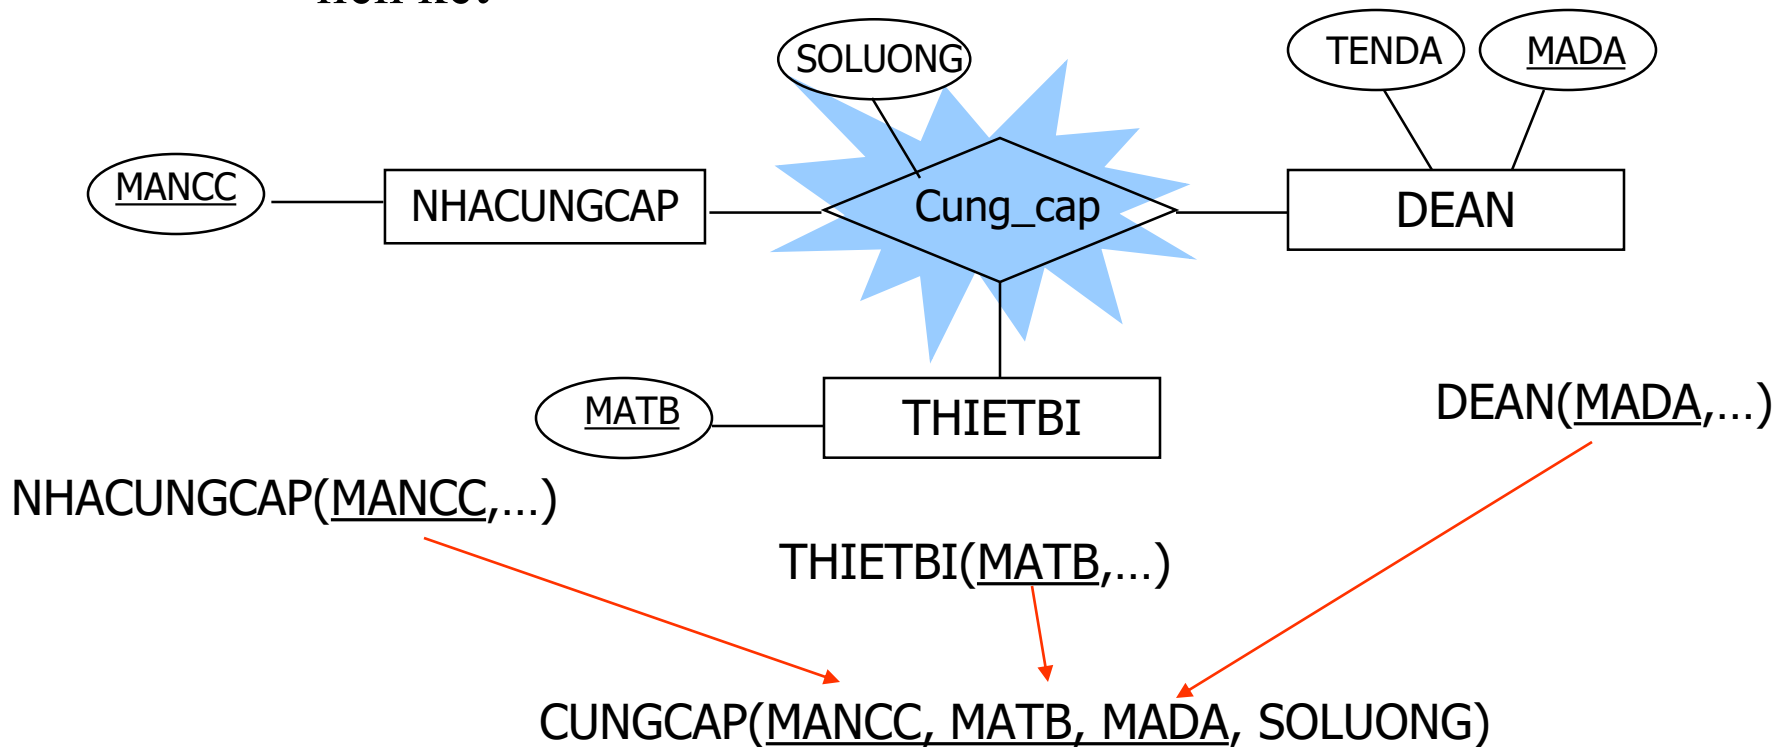 SOLUONG
TENDA
MADA
MANCC
NHACUNGCAP
Cung_cap
DEAN
MATB
THIETBI
DEAN(MADA,...)
NHACUNGCAP(MANCC,...)
THIETBI(MATB,...)
CUNGCAP(MANCC, MATB, MADA, SOLUONG)